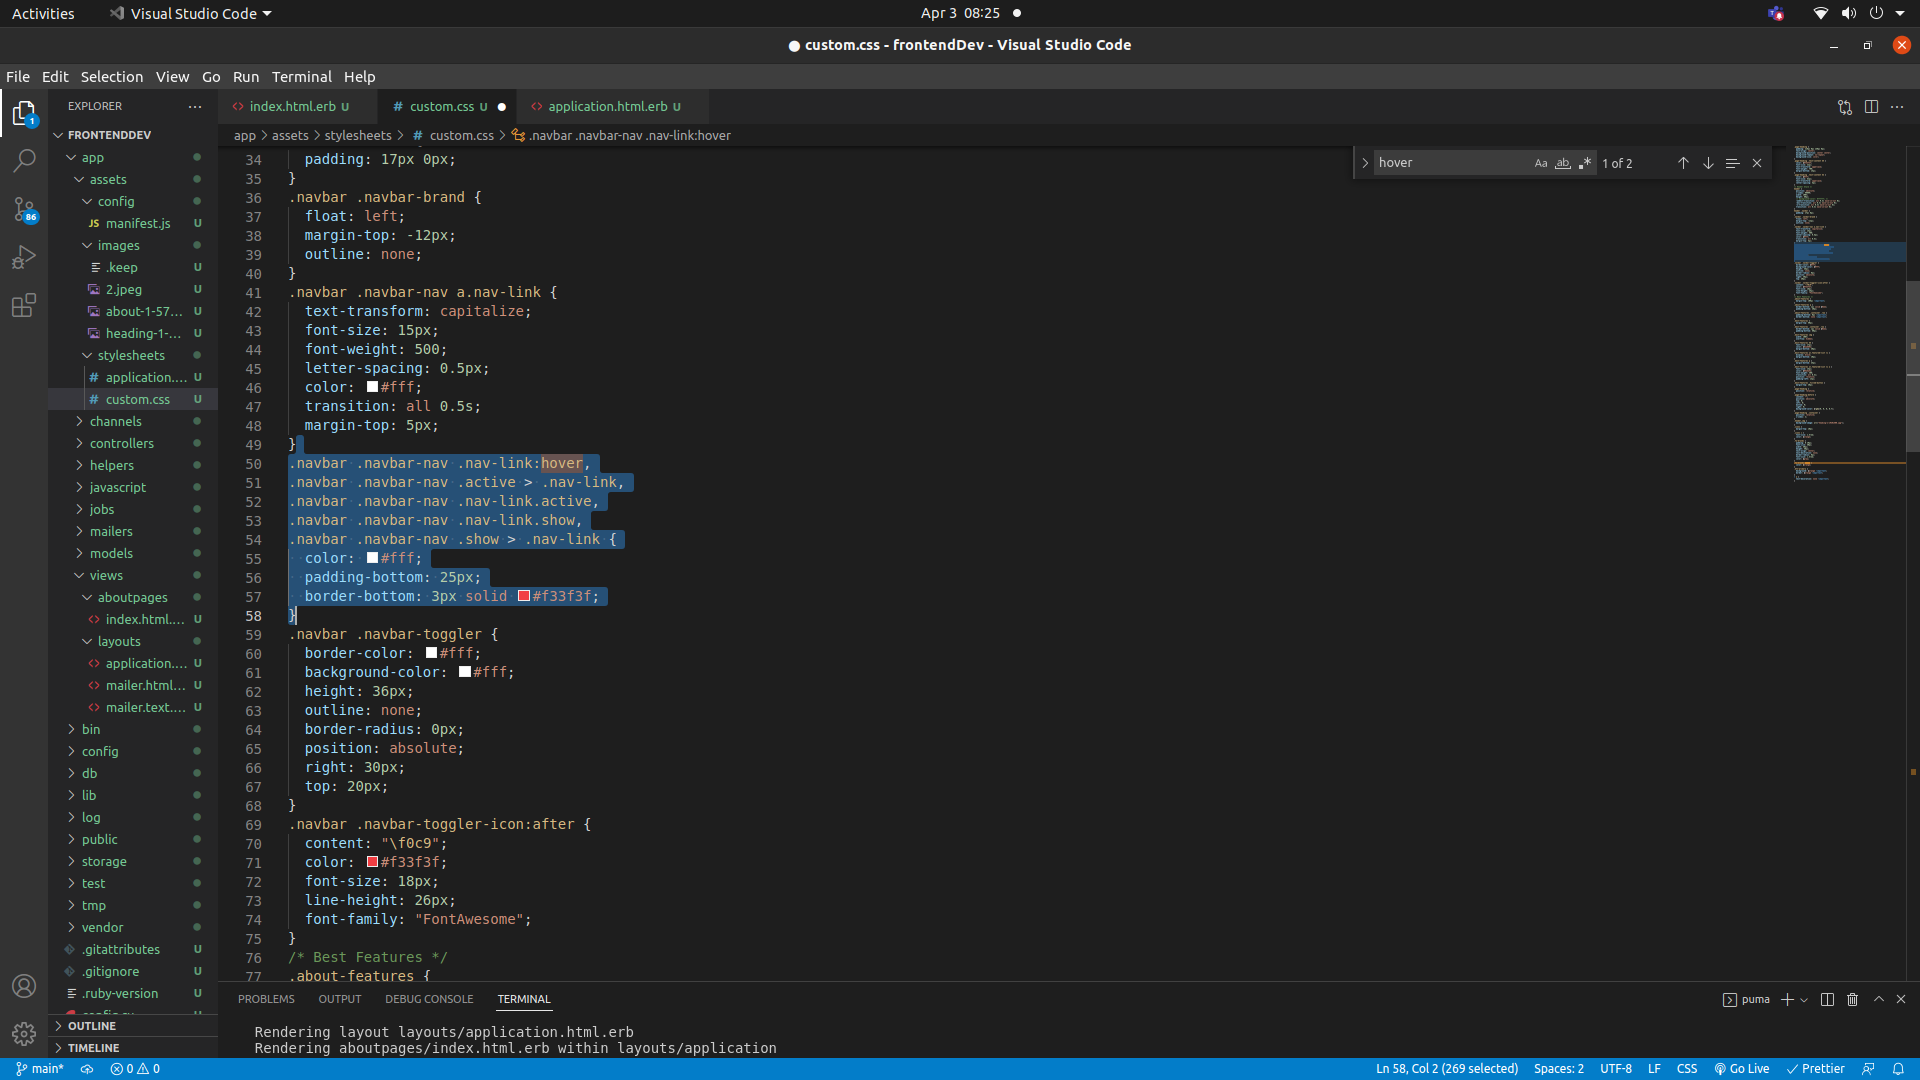 Activities
Visual Studio Code
Apr 3 08:25
custom.css - frontendDev - Visual Studio Code
File Edit Selection View Go Run Terminal Help
1
86
EXPLORER
FRONTENDDEV
app
assets
config
JS manifest.js U
images
.keep U
2.jpeg U
about-1-57... U
heading-1-... U
stylesheets
# application.... U
# custom.css U
channels
controllers
helpers
javascript
jobs
mailers
models
views
aboutpages
<> index.html.... U
layouts
<> application.... U
<> mailer.html... U
<> mailer.text.... U
bin
config
db
lib
log
public
storage
test
tmp
vendor
.gitattributes U
.gitignore U
.ruby-version U
OUTLINE
TIMELINE
<> index.html.erb U
# custom.css U
<> application.html.erb U
app > assets > stylesheets > # custom.css > .navbar .navbar-nav .nav-link:hover
hover Aa ab .* 1 of 2
34 padding: 17px 0px;
35 }
36 .navbar .navbar-brand {
37 float: left;
38 margin-top: -12px;
39 outline: none;
40 }
41 .navbar .navbar-nav a.nav-link {
42 text-transform: capitalize;
43 font-size: 15px;
44 font-weight: 500;
45 letter-spacing: 0.5px;
46 color: #fff;
47 transition: all 0.5s;
48 margin-top: 5px;
49 }
50 .navbar .navbar-nav .nav-link:hover,
51 .navbar .navbar-nav .active > .nav-link,
52 .navbar .navbar-nav .nav-link.active,
53 .navbar .navbar-nav .nav-link.show,
54 .navbar .navbar-nav .show > .nav-link {
55 color: #fff;
56 padding-bottom: 25px;
57 border-bottom: 3px solid #f33f3f;
58 }
59 .navbar .navbar-toggler {
60 border-color: #fff;
61 background-color: #fff;
62 height: 36px;
63 outline: none;
64 border-radius: 0px;
65 position: absolute;
66 right: 30px;
67 top: 20px;
68 }
69 .navbar .navbar-toggler-icon:after {
70 content: "\f0c9";
71 color: #f33f3f;
72 font-size: 18px;
73 line-height: 26px;
74 font-family: "FontAwesome";
75 }
76 /* Best Features */
77 .about-features {
PROBLEMS OUTPUT DEBUG CONSOLE TERMINAL
puma
Rendering layout layouts/application.html.erb
Rendering aboutpages/index.html.erb within layouts/application
main* 0 0
Ln 58, Col 2 (269 selected) Spaces: 2 UTF-8 LF CSS Go Live Prettier